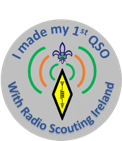 I made my 1st QSO
With Radio Scouting Ireland